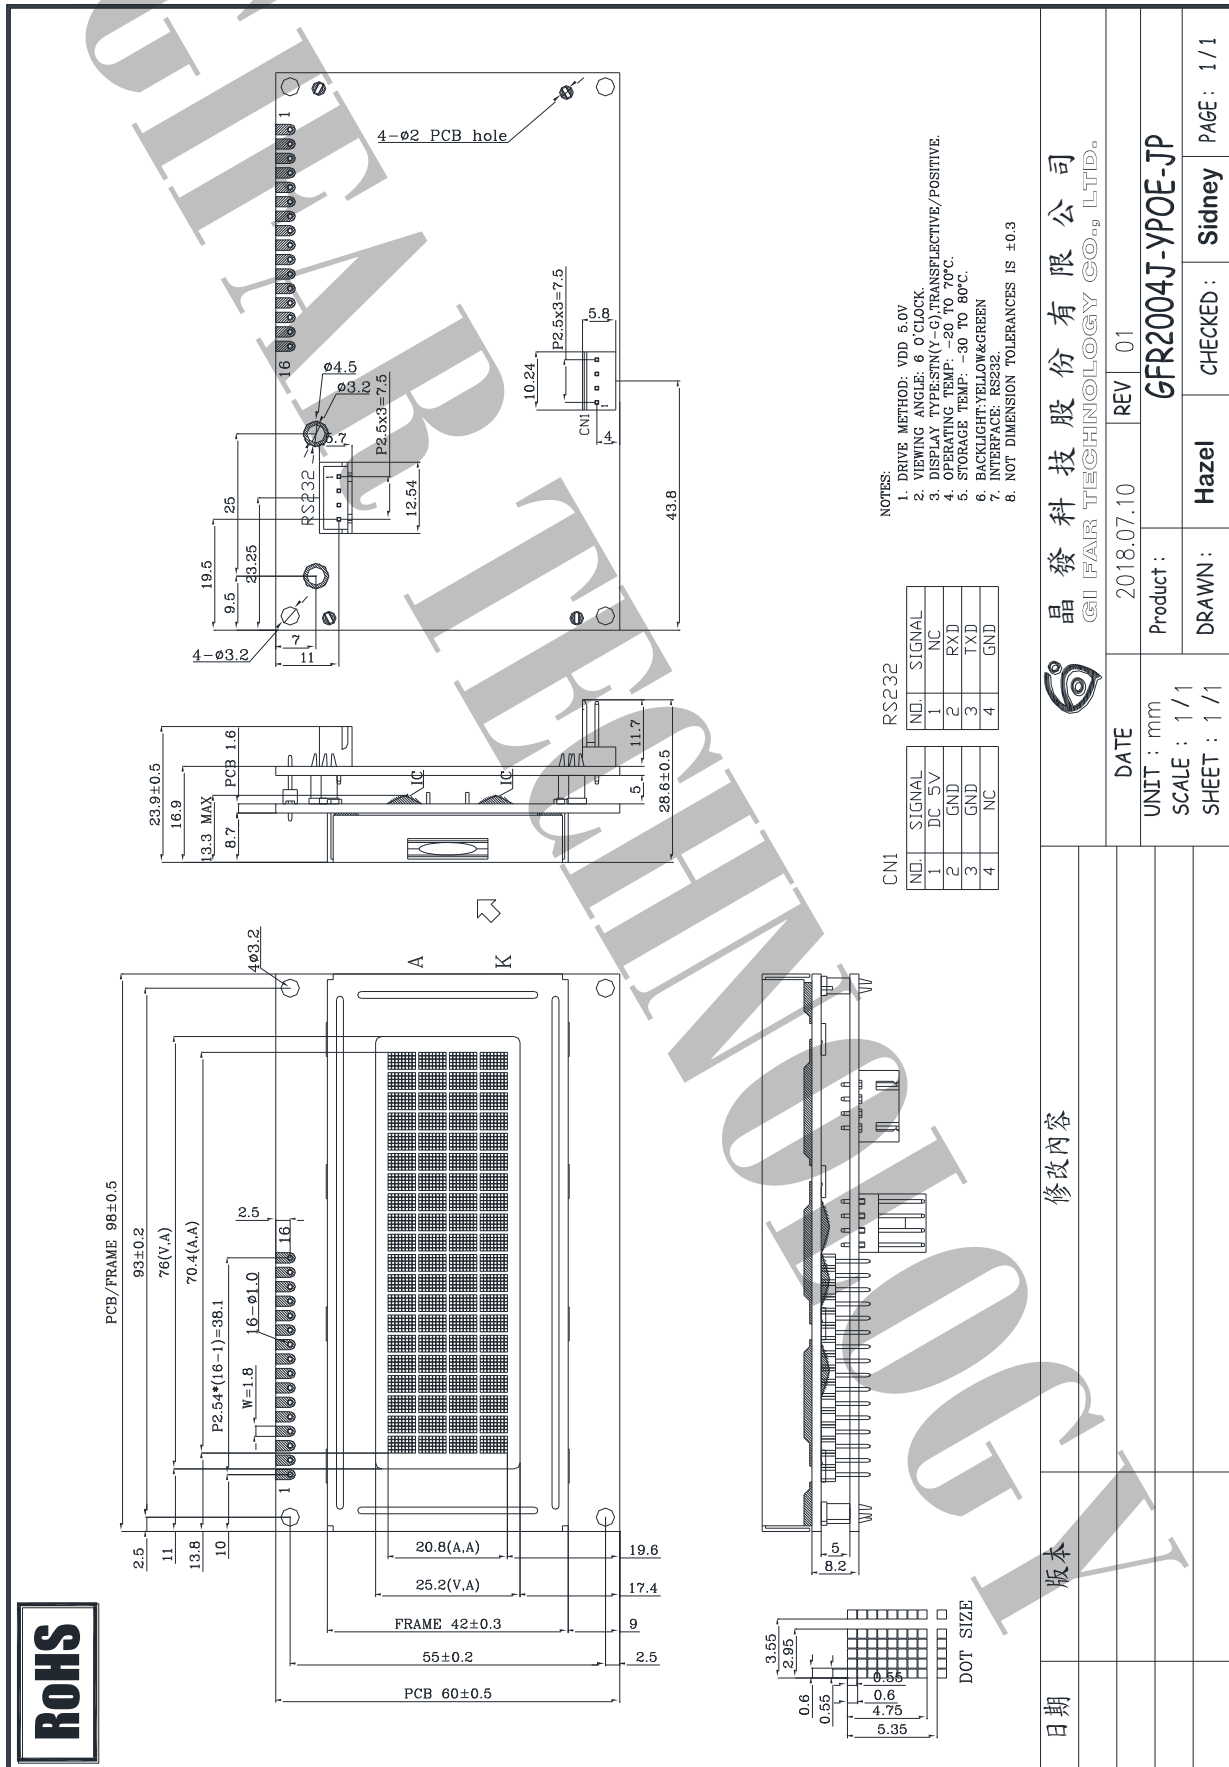 RoHS
PCB/FRAME 98±0.5
93±0.2
76(V,A)
70.4(A,A)
P2.54*(16-1)=38.1
2.5
W=1.8
16-ø1.0
4ø3.2
1
16
2.5
11
13.8
10
A
K
20.8(A,A)
19.6
25.2(V,A)
17.4
FRAME 42±0.3
9
55±0.2
2.5
PCB 60±0.5
23.9±0.5
16.9
13.3 MAX
8.7
PCB 1.6
IC
IC
5
11.7
28.6±0.5
4-ø2 PCB hole
1
16
ø4.5
ø3.2
5.7
P2.5x3=7.5
RS232
1
12.54
25
23.25
19.5
9.5
7
11
4-ø3.2
P2.5x3=7.5
5.8
10.24
CN1
1
4
43.8
5
8.2
3.55
2.95
0.6
0.55
0.55
0.6
4.75
5.35
DOT SIZE
CN1
NO. SIGNAL
1 DC 5V
2 GND
3 GND
4 NC
RS232
NO. SIGNAL
1 NC
2 RXD
3 TXD
4 GND
NOTES:
1. DRIVE METHOD: VDD 5.0V
2. VIEWING ANGLE: 6 O'CLOCK.
3. DISPLAY TYPE:STN(Y-G),TRANSFLECTIVE/POSITIVE.
4. OPERATING TEMP: -20 TO 70°C.
5. STORAGE TEMP: -30 TO 80°C.
6. BACKLIGHT:YELLOW&GREEN
7. INTERFACE: RS232.
8. NOT DIMENSION TOLERANCES IS ±0.3
日期 版本 修改內容
晶發科技股份有限公司
GI FAR TECHNOLOGY CO., LTD.
DATE 2018.07.10 REV 01
UNIT : mm
SCALE : 1/1
SHEET : 1 /1
Product : GFR2004J-YPOE-JP
DRAWN : Hazel CHECKED : Sidney PAGE : 1/1
GIFAR TECHNOLOGY